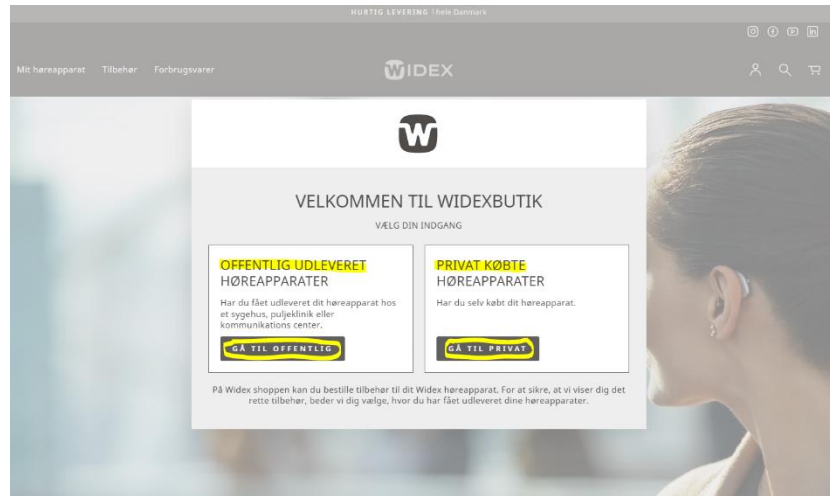 HURTIG LEVERING i hele Danmark
Mit høreapparat Tilbehør Forbrugsvarer
WIDEX
W
VELKOMMEN TIL WIDEXBUTIK
VÆLG DIN INDGANG
OFFENTLIG UDLEVERET
HØREAPPARATER
Har du fået udleveret dit høreapparat hos
et sygehus, puljeklinik eller
kommunikations center.
GÅ TIL OFFENTLIG
PRIVAT KØBTE
HØREAPPARATER
Har du selv købt dit høreapparat.
GÅ TIL PRIVAT
På Widex shoppen kan du bestille tilbehør til dit Widex høreapparat. For at sikre, at vi viser dig det
rette tilbehør, beder vi dig vælge, hvor du har fået udleveret dine høreapparater.